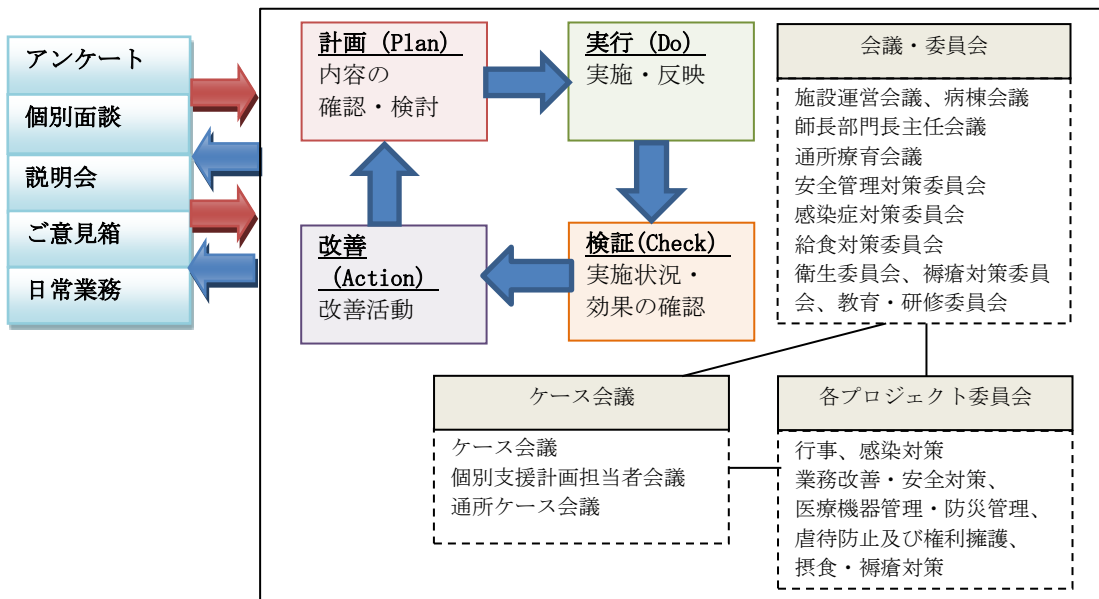 アンケート
個別面談
説明会
ご意見箱
日常業務
計画 (Plan)
内容の
確認・検討
実行 (Do)
実施・反映
改善
(Action)
改善活動
検証(Check)
実施状況・
効果の確認
会議・委員会
施設運営会議、病棟会議
師長部門長主任会議
通所療育会議
安全管理対策委員会
感染症対策委員会
給食対策委員会
衛生委員会、褥瘡対策委員
会、教育・研修委員会
ケース会議
ケース会議
個別支援計画担当者会議
通所ケース会議
各プロジェクト委員会
行事、感染対策
業務改善・安全対策、
医療機器管理・防災管理、
虐待防止及び権利擁護、
摂食・褥瘡対策